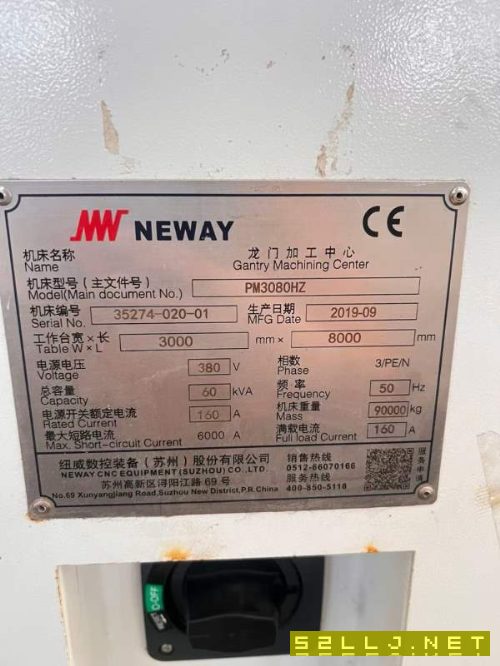 NEWAY
CE
机床名称 龙门加工中心
Name Gantry Machining Center
机床型号(主文件号)
Model(Main document No.) PM3080HZ
机床编号 35274-020-01 生产日期 2019-09
Serial No. MFG Date
工作台宽×长 3000 mm× 8000 mm
Table W×L
电源电压 380 V 相数 3/PE/N
Voltage Phase
总容量 60 kVA 频率 50 Hz
Capacity Frequency
电源开关额定电流 160 A 机床重量 90000 kg
Rated Current Mass
最大短路电流 6000 A 满载电流 160 A
Max. Short-circuit Current Full load Current
纽威数控装备(苏州)股份有限公司 销售热线
NEWAY CNC EQUIPMENT(SUZHOU)CO.,LTD. 0512-66070166
苏州高新区浔阳江路69号 服务热线
No.69 Xunyangjiang Road,Suzhou New District,P.R.China 400-850-5118
服务申请
O-OFF
52LLJ.NET